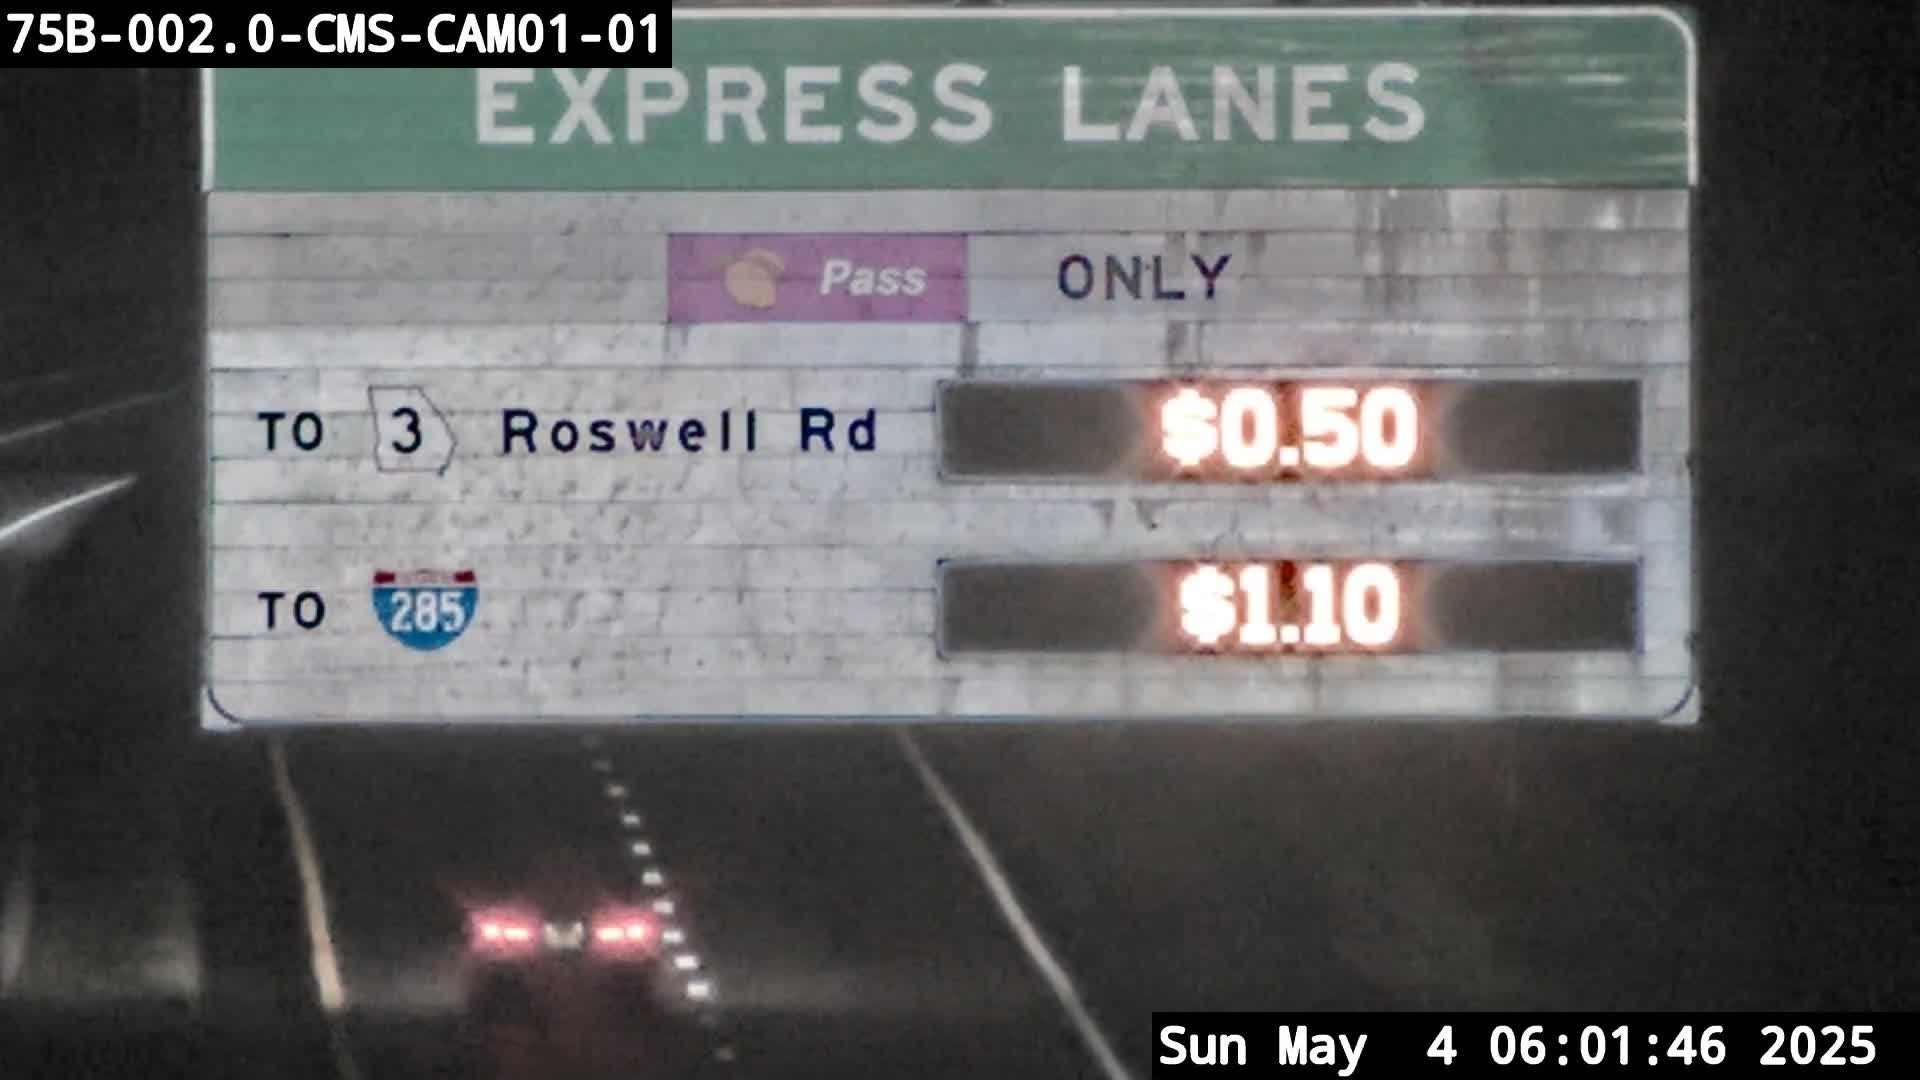 75B-002.0-CMS-CAM01-01
EXPRESS LANES
Pass ONLY
TO 3 Roswell Rd $0.50
TO 285 $1.10
Sun May 4 06:01:46 2025